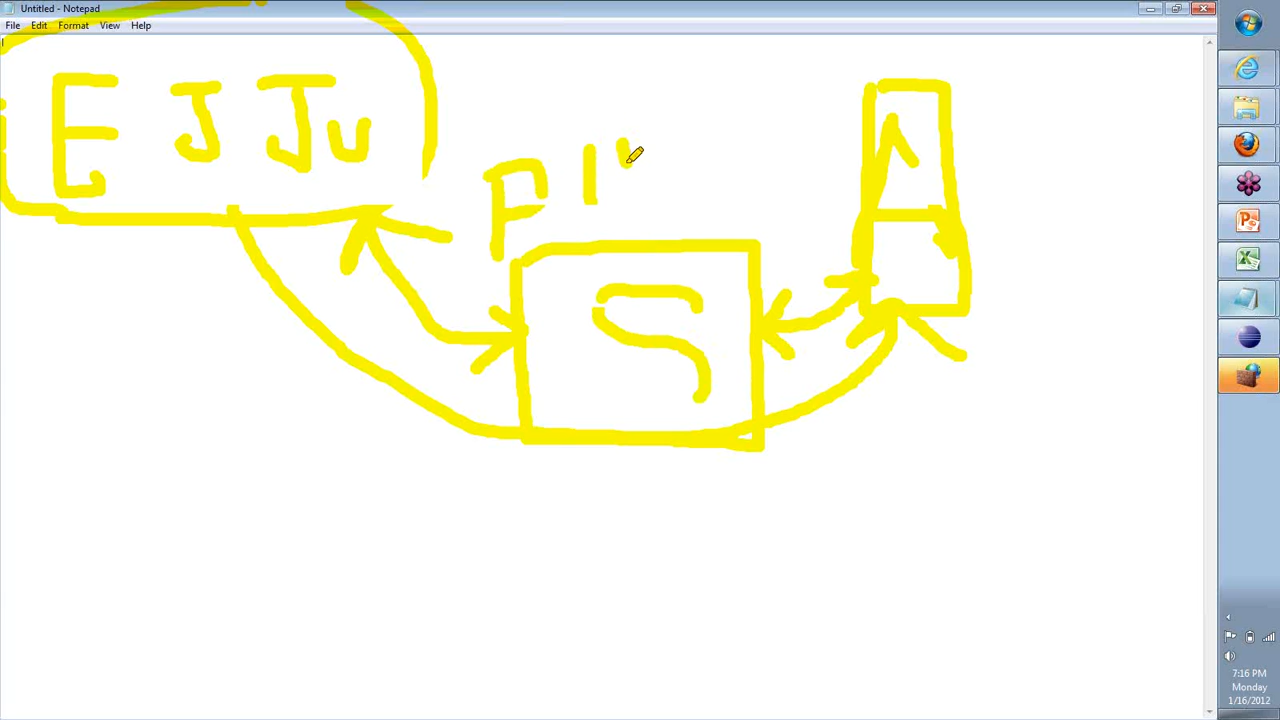 Untitled - Notepad
File Edit Format View Help
E J Ju
P I
S
A
7:16 PM
Monday
1/16/2012